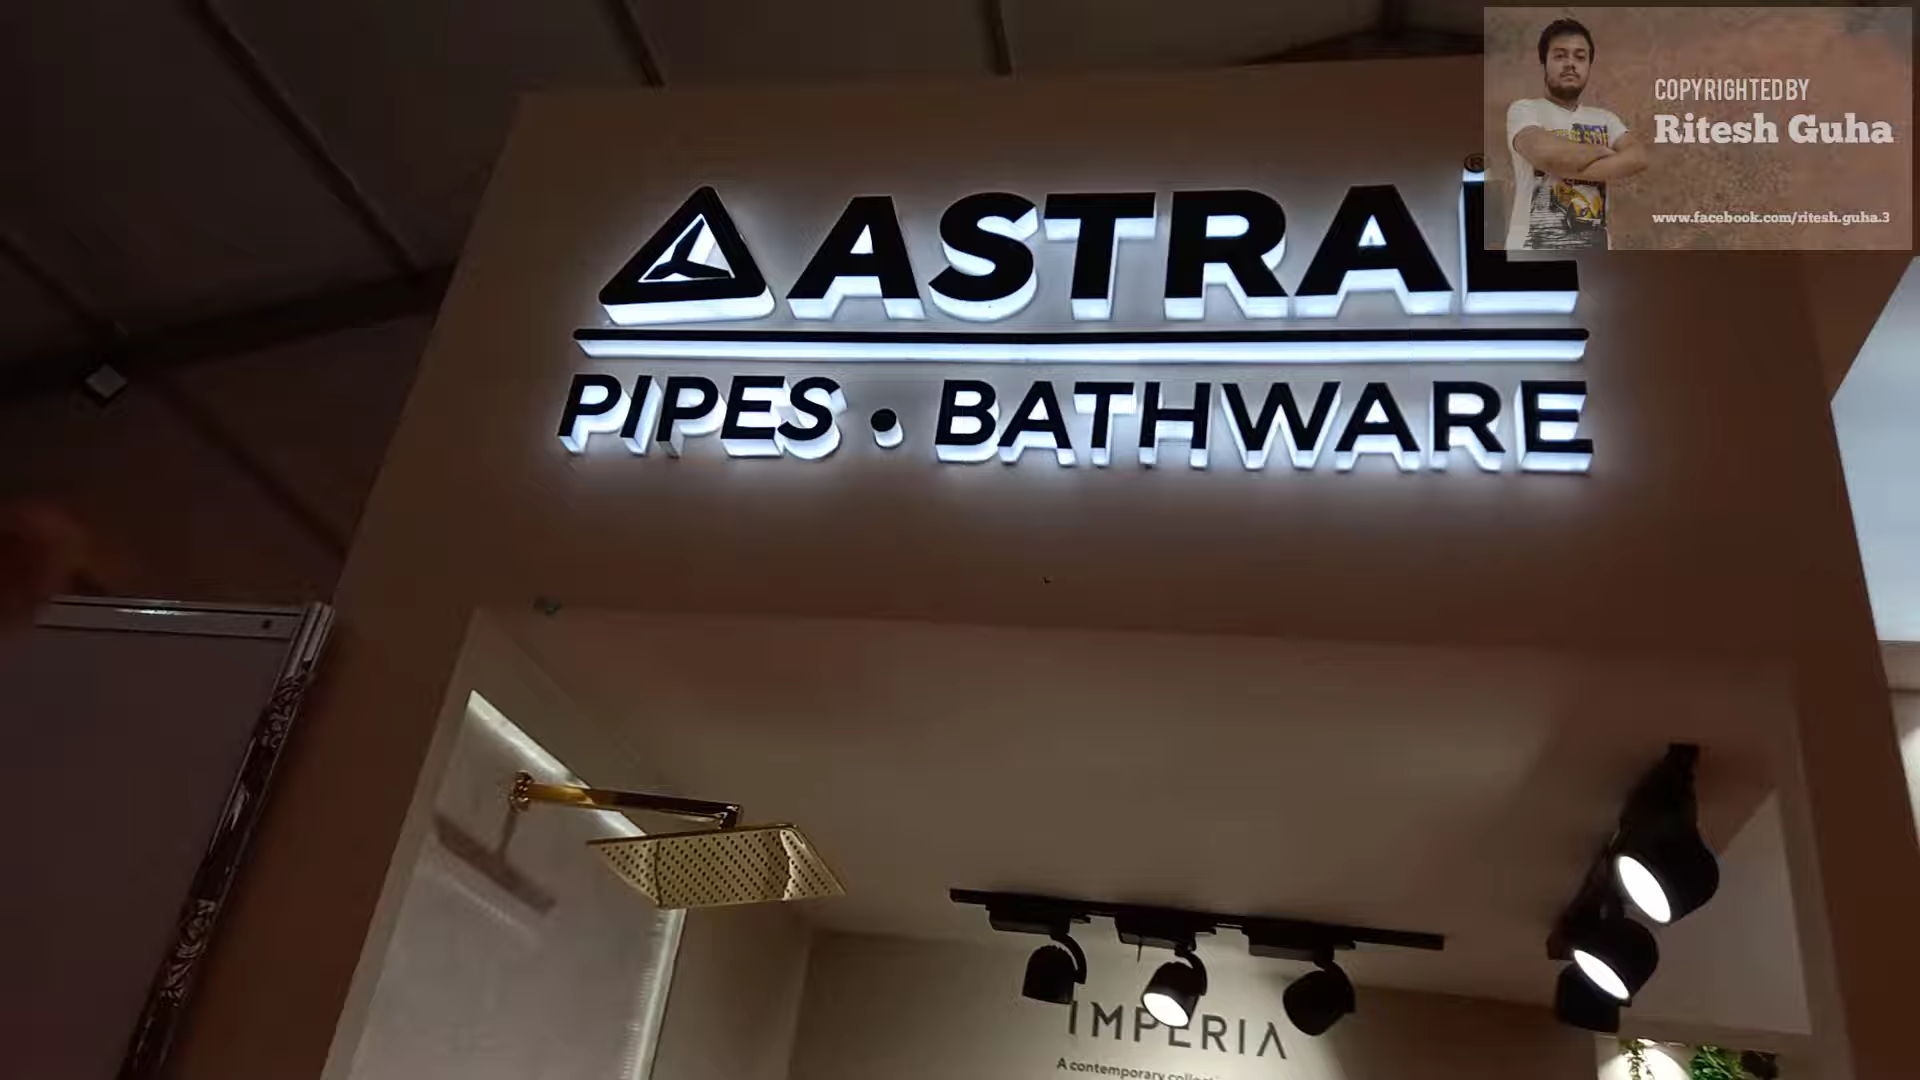 COPYRIGHTED BY
Ritesh Guha
www.facebook.com/ritesh.guha.3
ASTRAL
PIPES • BATHWARE
IMPERIA
A contemporary